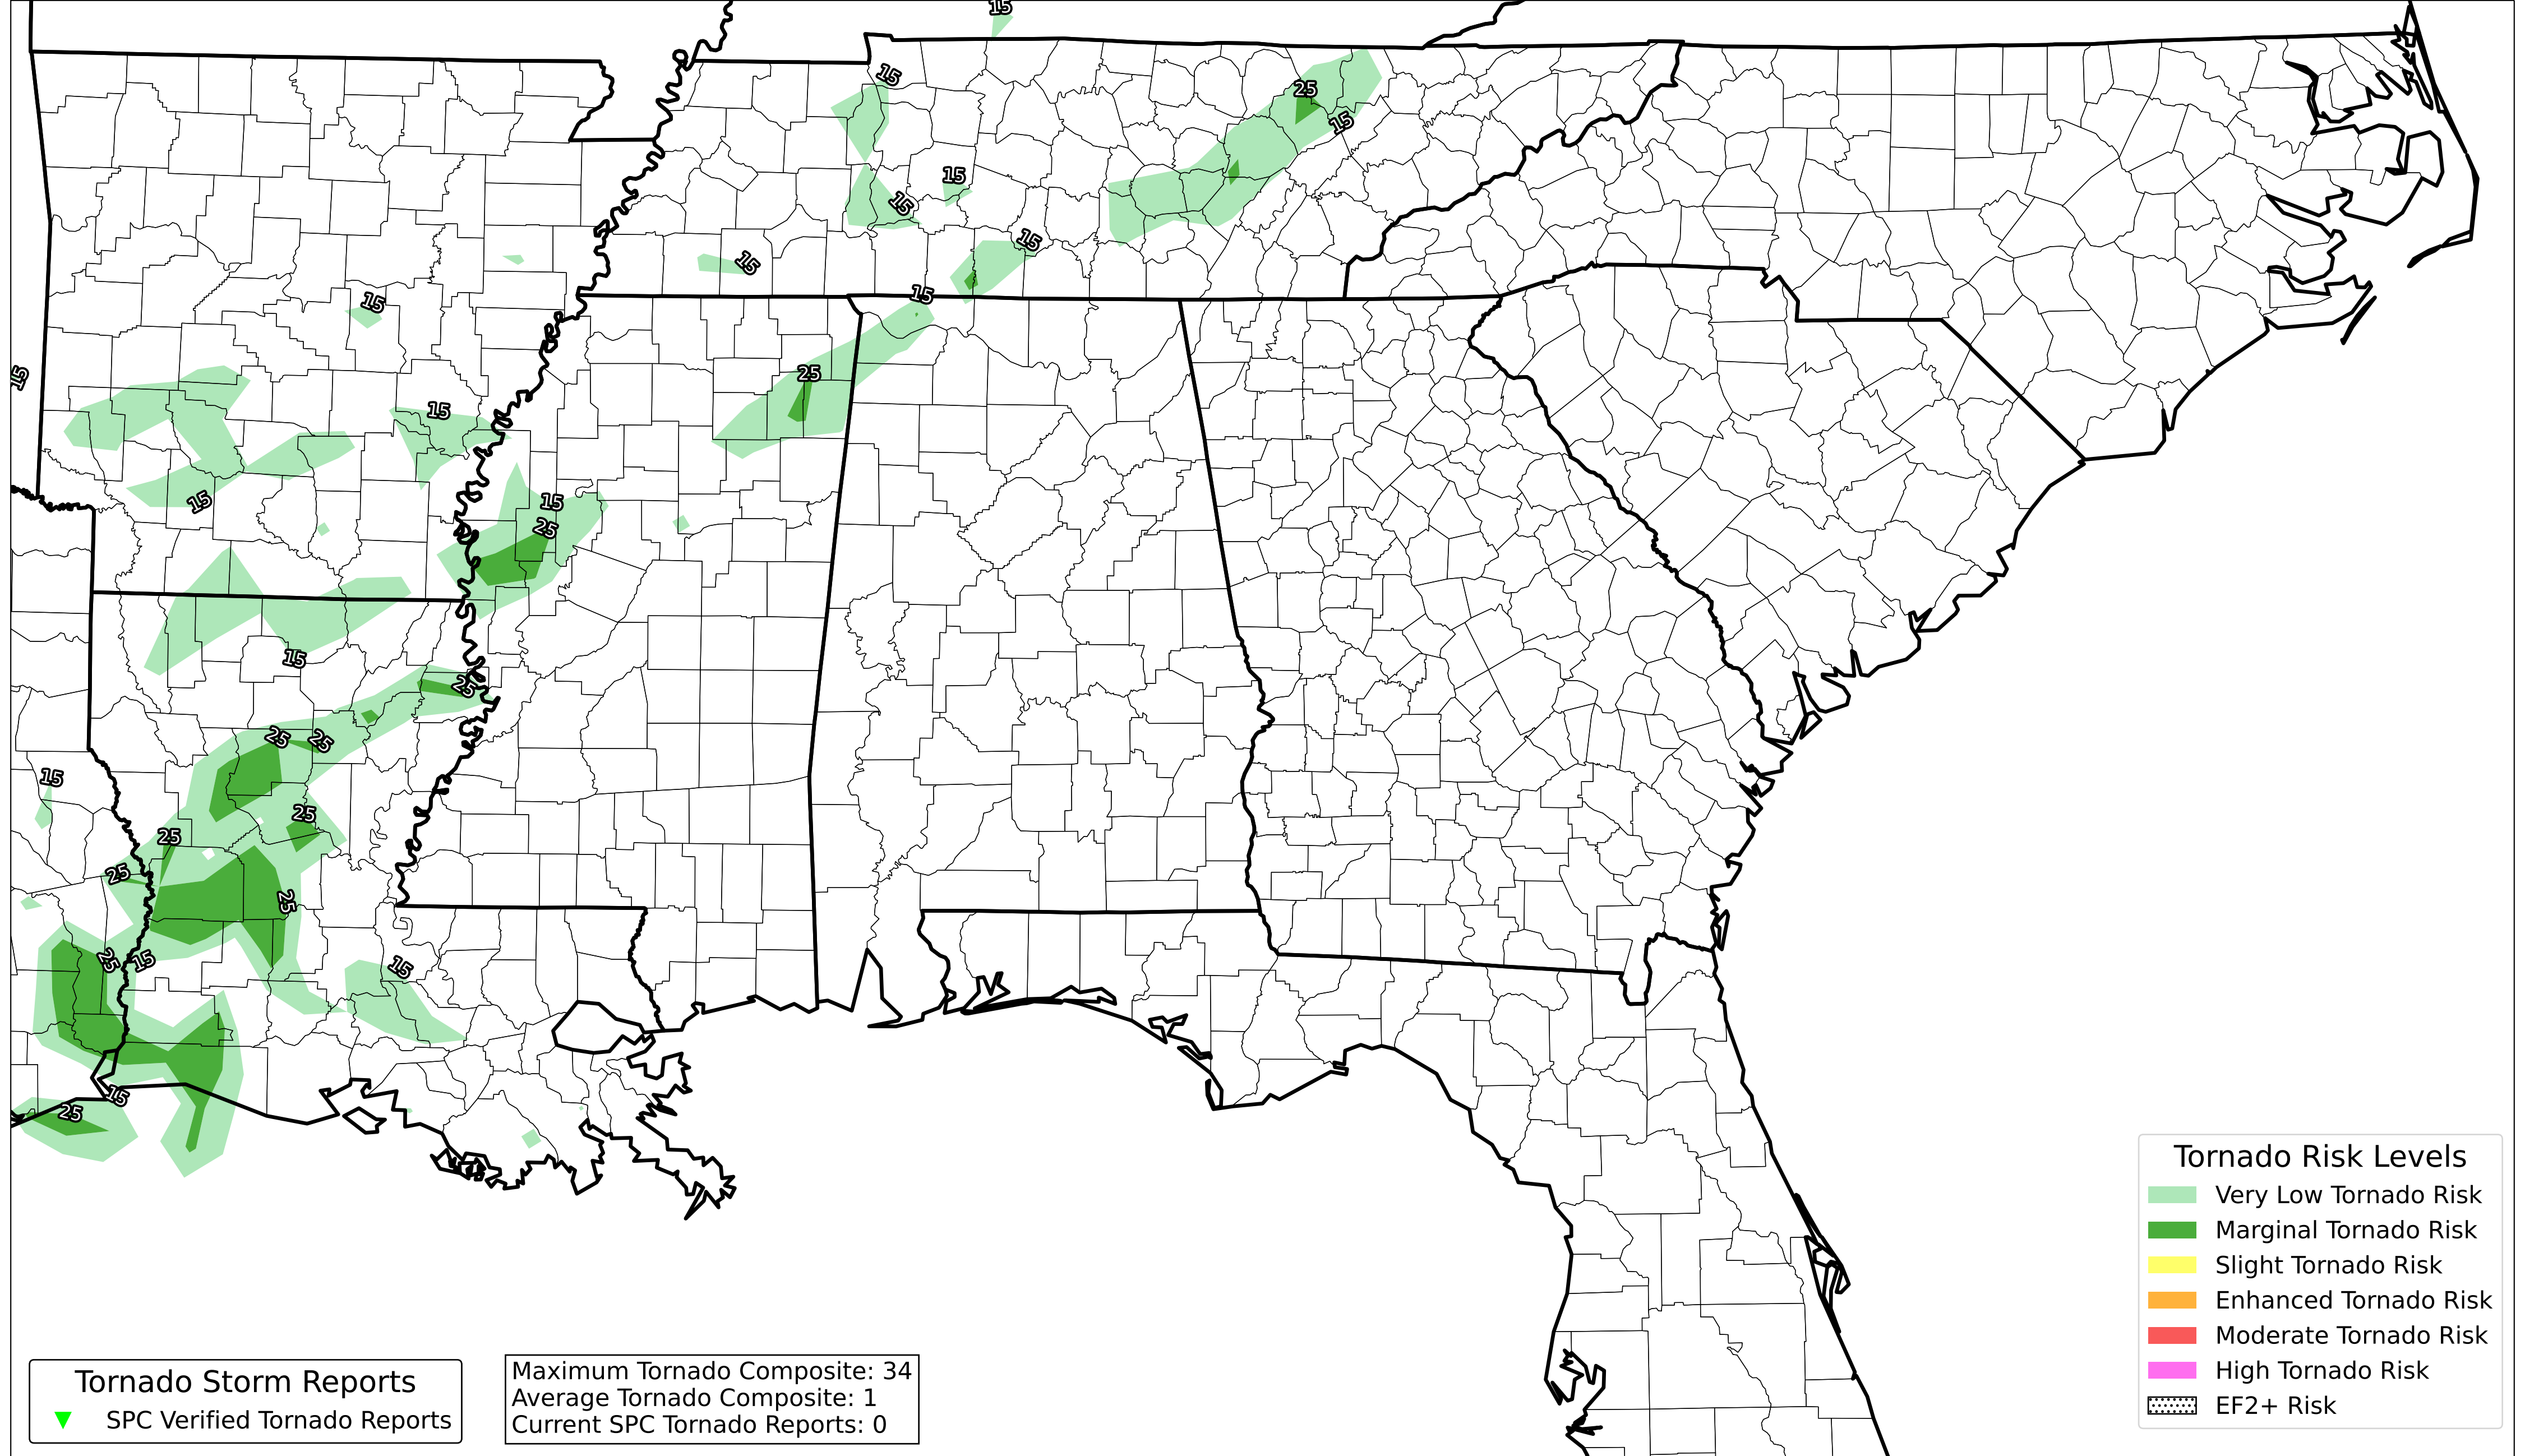 15
15
25
15
15
15
15
15
15
15
25
15
15
15
15
25
15
25
25
25
15
25
25
25
25
25
15
15
15
25
Tornado Risk Levels
Very Low Tornado Risk
Marginal Tornado Risk
Slight Tornado Risk
Enhanced Tornado Risk
Moderate Tornado Risk
High Tornado Risk
EF2+ Risk
Tornado Storm Reports
SPC Verified Tornado Reports
Maximum Tornado Composite: 34
Average Tornado Composite: 1
Current SPC Tornado Reports: 0